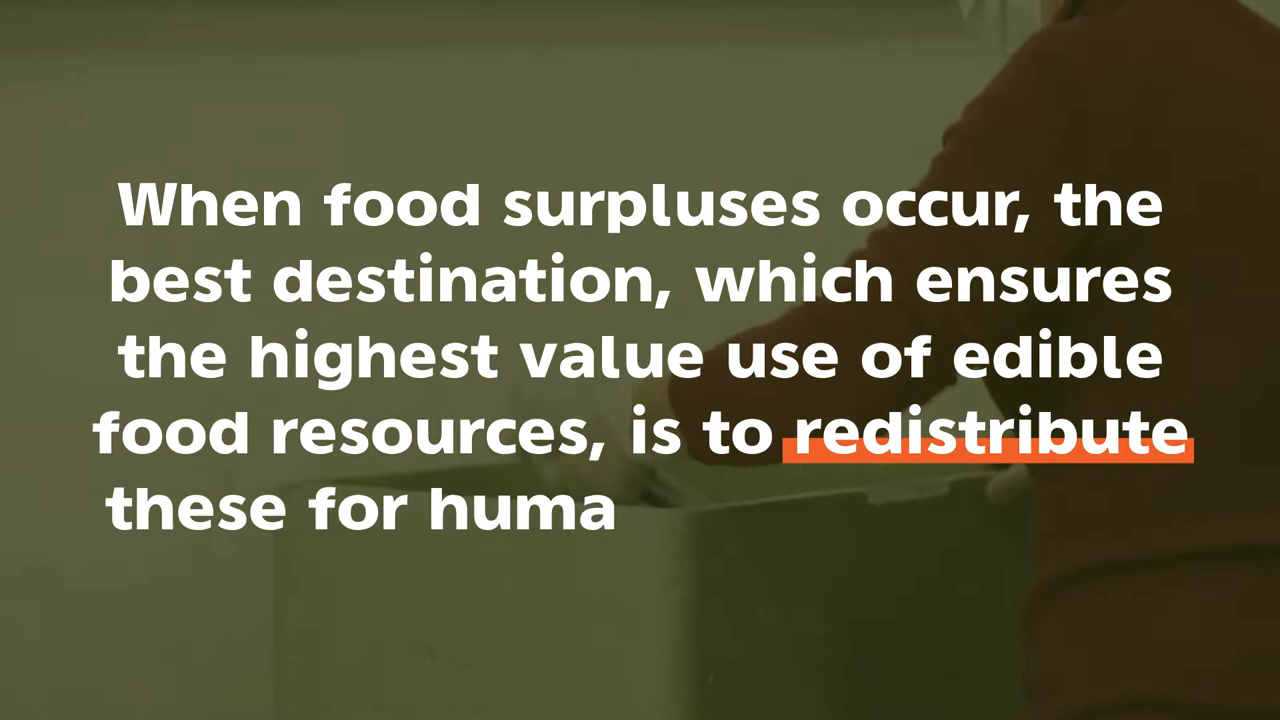 When food surpluses occur, the
best destination, which ensures
the highest value use of edible
food resources, is to redistribute
these for huma